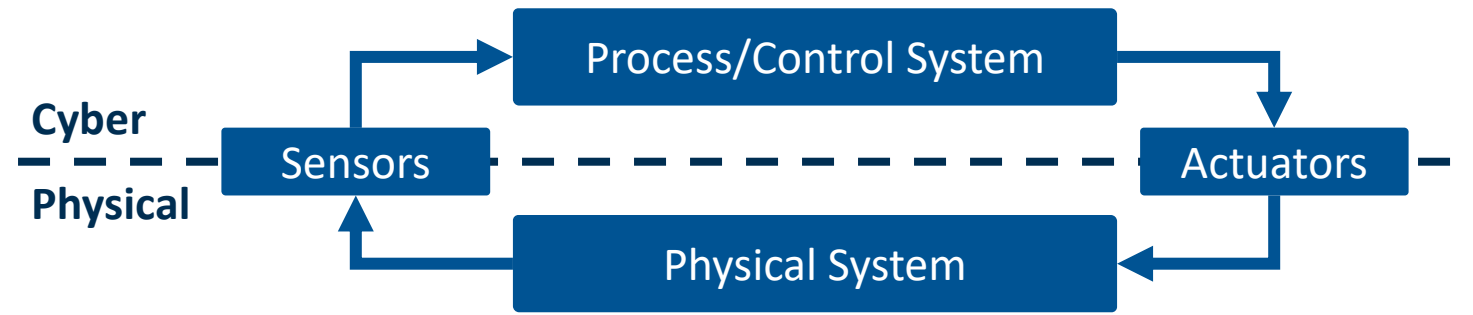 Process/Control System
Cyber
Sensors
Actuators
Physical
Physical System